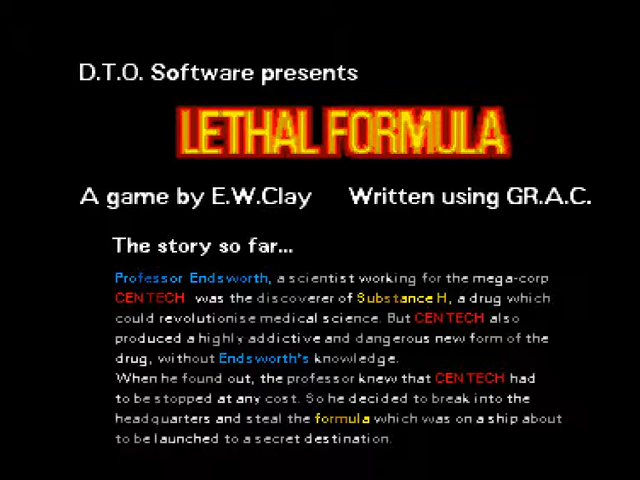 D.T.O. Software presents
LETHAL FORMULA
A game by E.W.Clay Written using GR.A.C.
The story so far...
Professor Endsworth, a scientist working for the mega-corp
CENTECH was the discoverer of Substance H, a drug which
could revolutionise medical science. But CENTECH also
produced a highly addictive and dangerous new form of the
drug, without Endsworth's knowledge.
When he found out, the professor knew that CENTECH had
to be stopped at any cost. So he decided to break into the
headquarters and steal the formula which was on a ship about
to be launched to a secret destination.